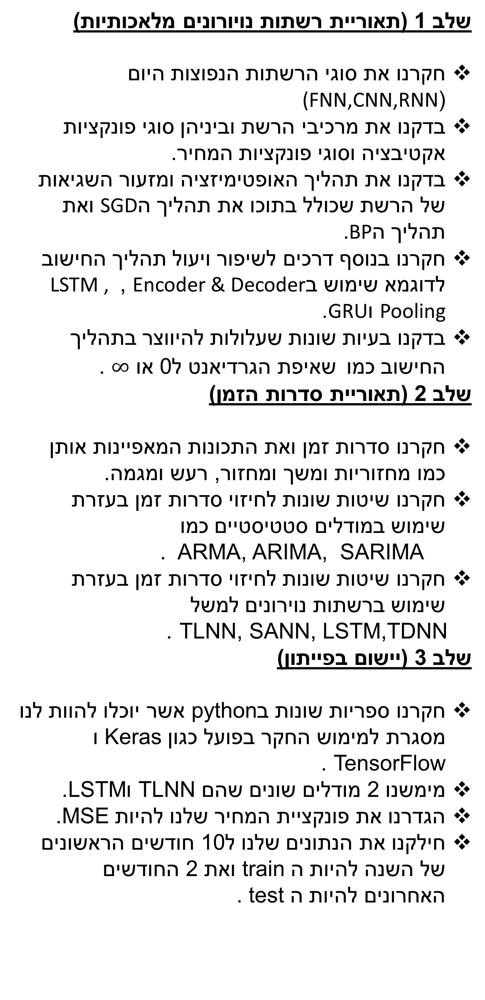 שלב 1 (תאוריית רשתות נויורונים מלאכותיות)
❖ חקרנו את סוגי הרשתות הנפוצות היום
(FNN,CNN,RNN)
❖ בדקנו את מרכיבי הרשת וביניהן סוגי פונקציות
אקטיבציה וסוגי פונקציות המחיר.
❖ בדקנו את תהליך האופטימיזציה ומזעור השגיאות
של הרשת שכולל בתוכו את תהליך הSGD ואת
תהליך הBP.
❖ חקרנו בנוסף דרכים לשיפור ויעול תהליך החישוב
לדוגמא שימוש בEncoder & Decoder , , LSTM
Pooling וGRU.
❖ בדקנו בעיות שונות שעלולות להיווצר בתהליך
החישוב כמו שאיפת הגרדיאנט ל0 או ∞ .
שלב 2 (תאוריית סדרות הזמן)
❖ חקרנו סדרות זמן ואת התכונות המאפיינות אותן
כמו מחזוריות ומשך ומחזור, רעש ומגמה.
❖ חקרנו שיטות שונות לחיזוי סדרות זמן בעזרת
שימוש במודלים סטטיסטיים כמו
ARMA, ARIMA, SARIMA .
❖ חקרנו שיטות שונות לחיזוי סדרות זמן בעזרת
שימוש ברשתות נוירונים למשל
TLNN, SANN, LSTM,TDNN .
שלב 3 (יישום בפייתון)
❖ חקרנו ספריות שונות בpython אשר יוכלו להוות לנו
מסגרת למימוש החקר בפועל כגון Keras ו
TensorFlow .
❖ מימשנו 2 מודלים שונים שהם TLNN וLSTM.
❖ הגדרנו את פונקציית המחיר שלנו להיות MSE.
❖ חילקנו את הנתונים שלנו ל10 חודשים הראשונים
של השנה להיות ה train ואת 2 החודשים
האחרונים להיות ה test .